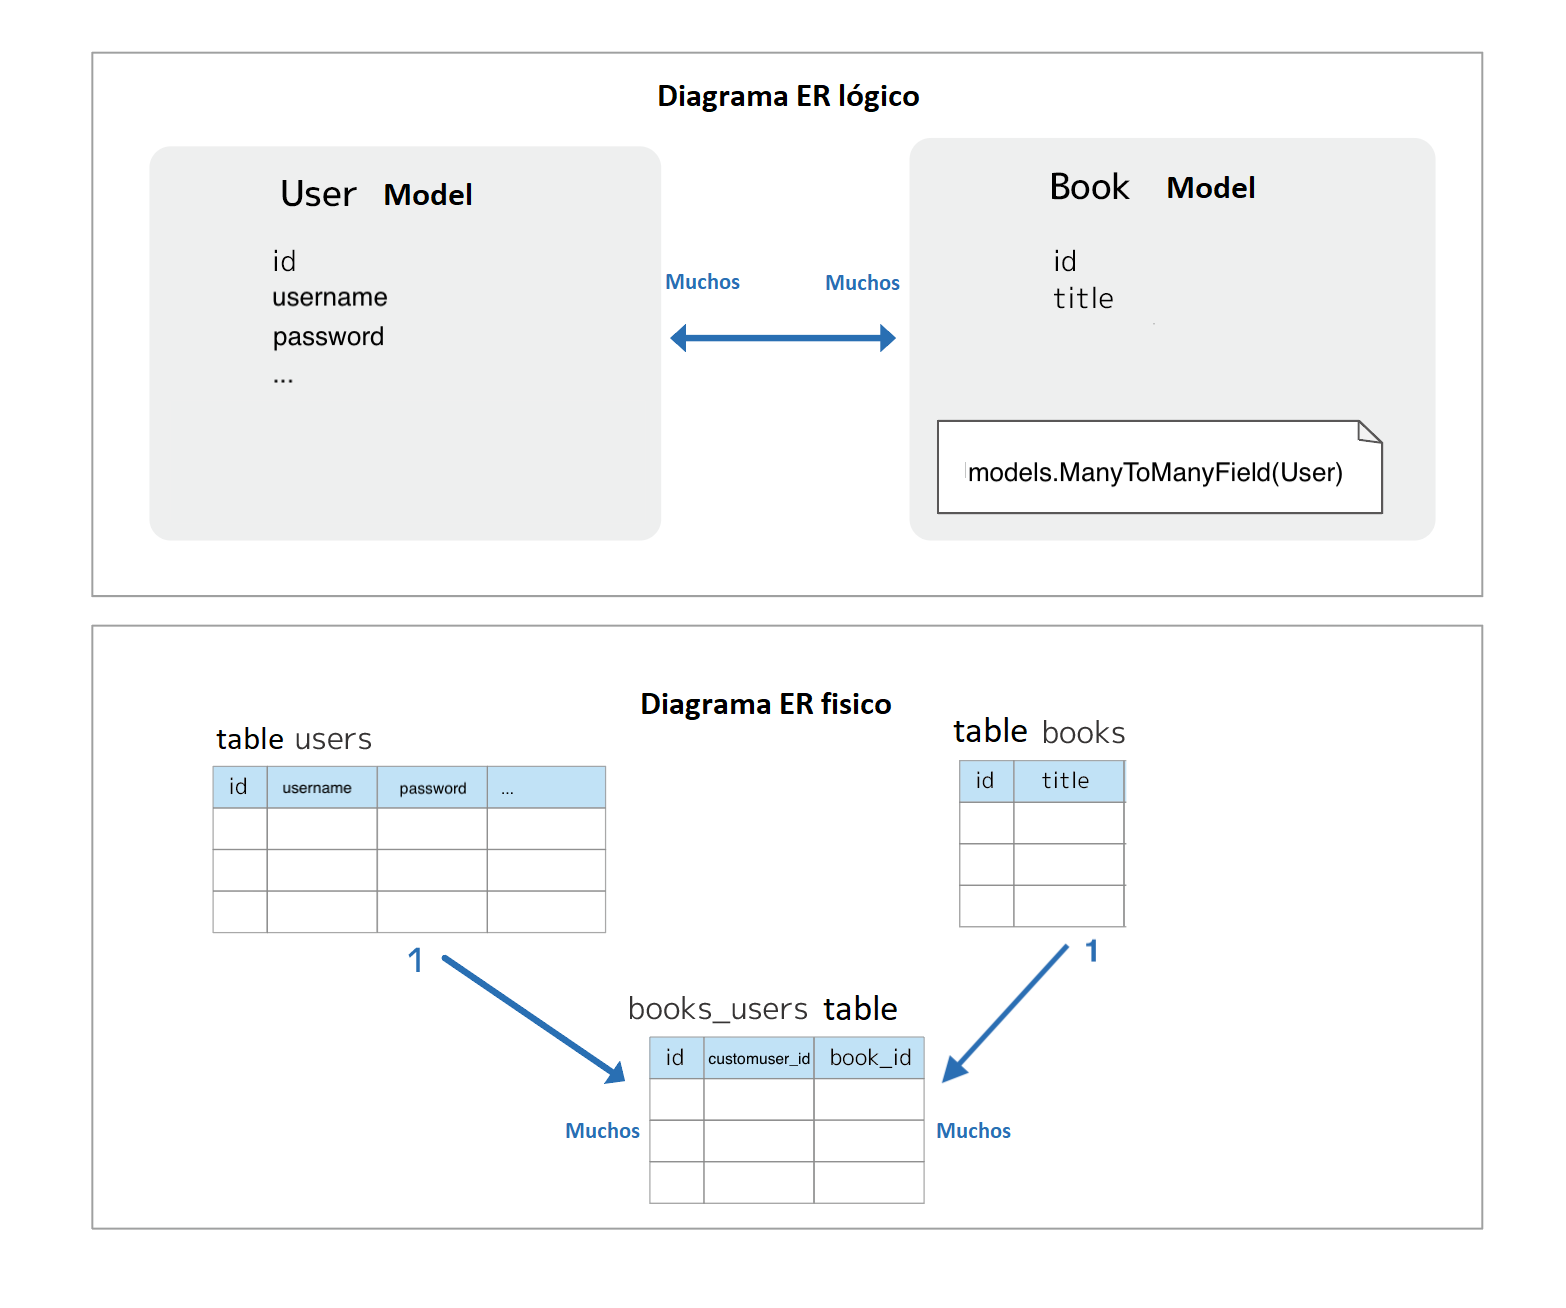 Diagrama ER lógico
User Model
id
username
password
...
Muchos Muchos
Book Model
id
title
models.ManyToManyField(User)
Diagrama ER fisico
table users
id username password ...
table books
id title
1
1
books_users table
id customuser_id book_id
Muchos
Muchos